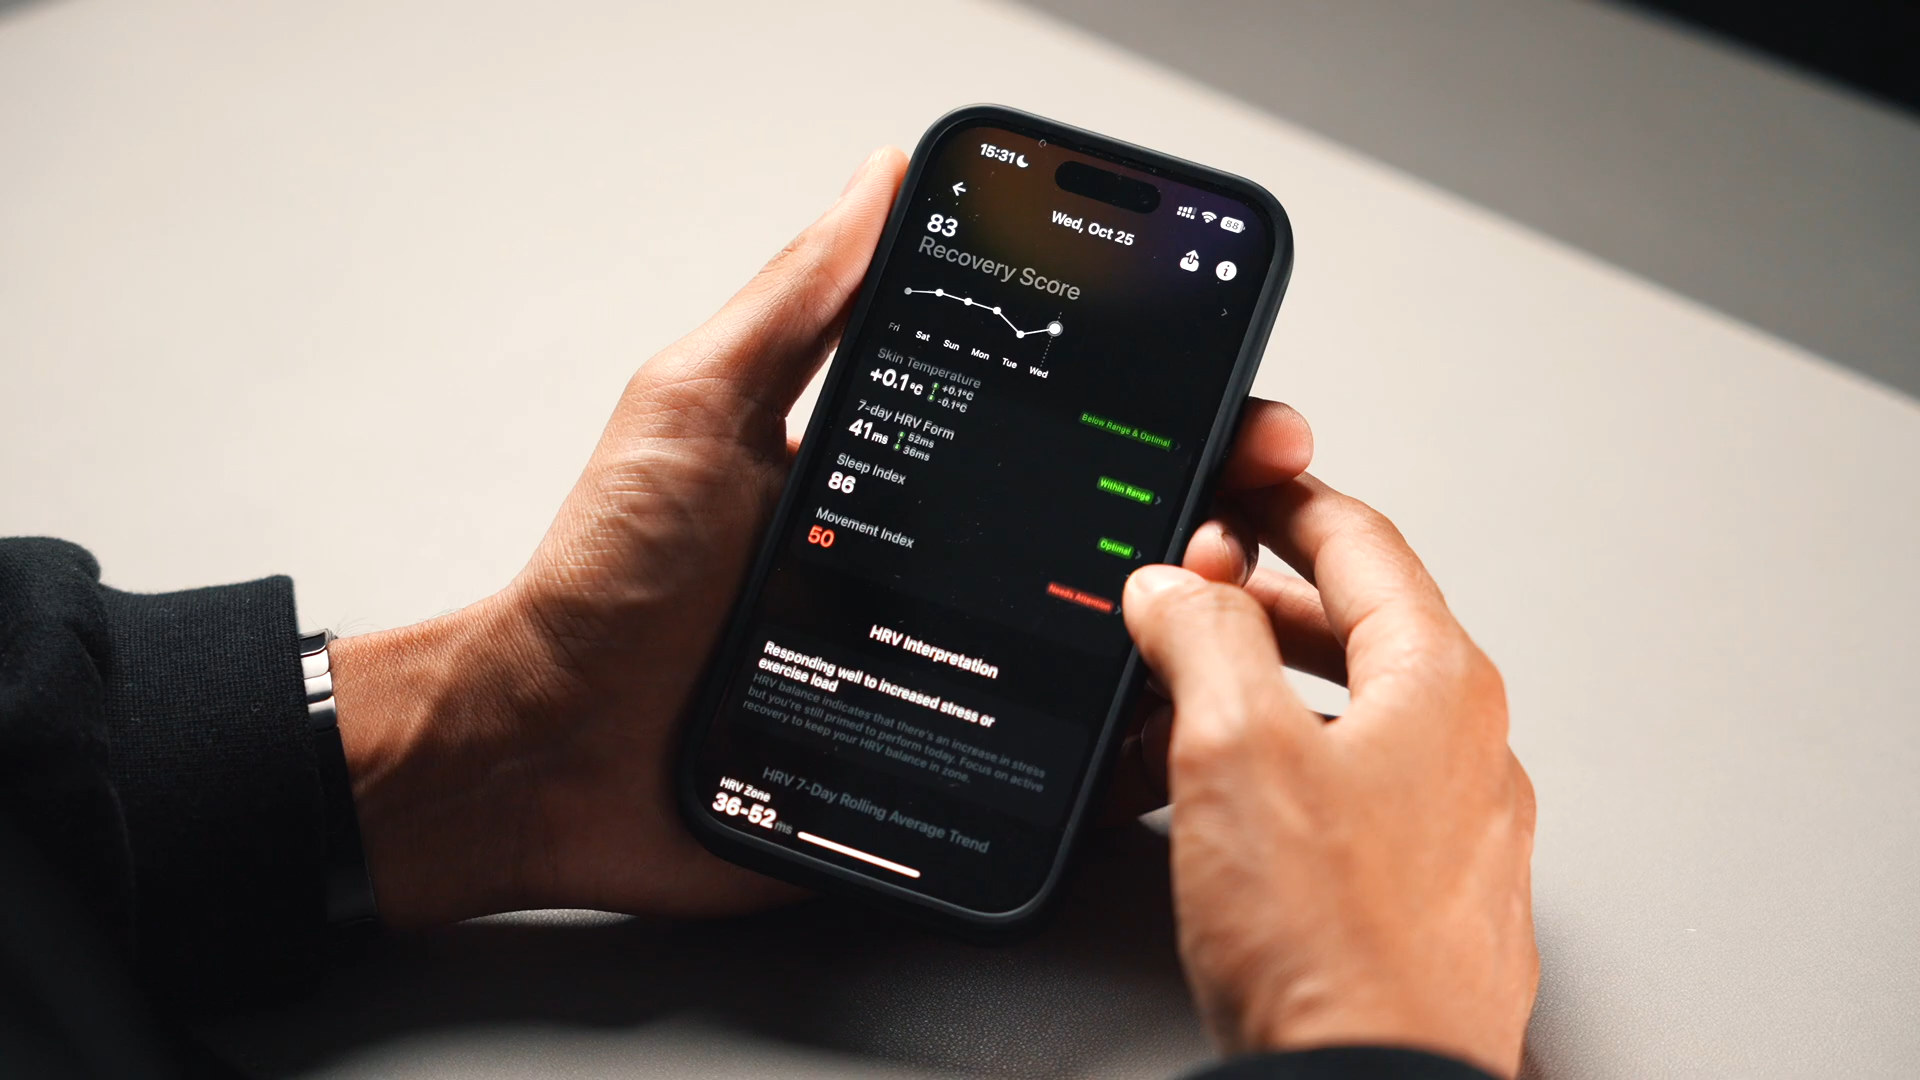 15:31
88
Wed, Oct 25
83
Recovery Score
Fri Sat Sun Mon Tue Wed
Skin Temperature
+0.1°C +0.1°C
-0.1°C
Below Range & Optimal
7-day HRV Form
41ms 52ms
36ms
Within Range
Sleep Index
86
Optimal
Movement Index
50
Needs Attention
HRV Interpretation
Responding well to increased stress or
exercise load
HRV balance indicates that there's an increase in stress
but you're still primed to perform today. Focus on active
recovery to keep your HRV balance in zone.
HRV 7-Day Rolling Average Trend
HRV Zone
36-52ms